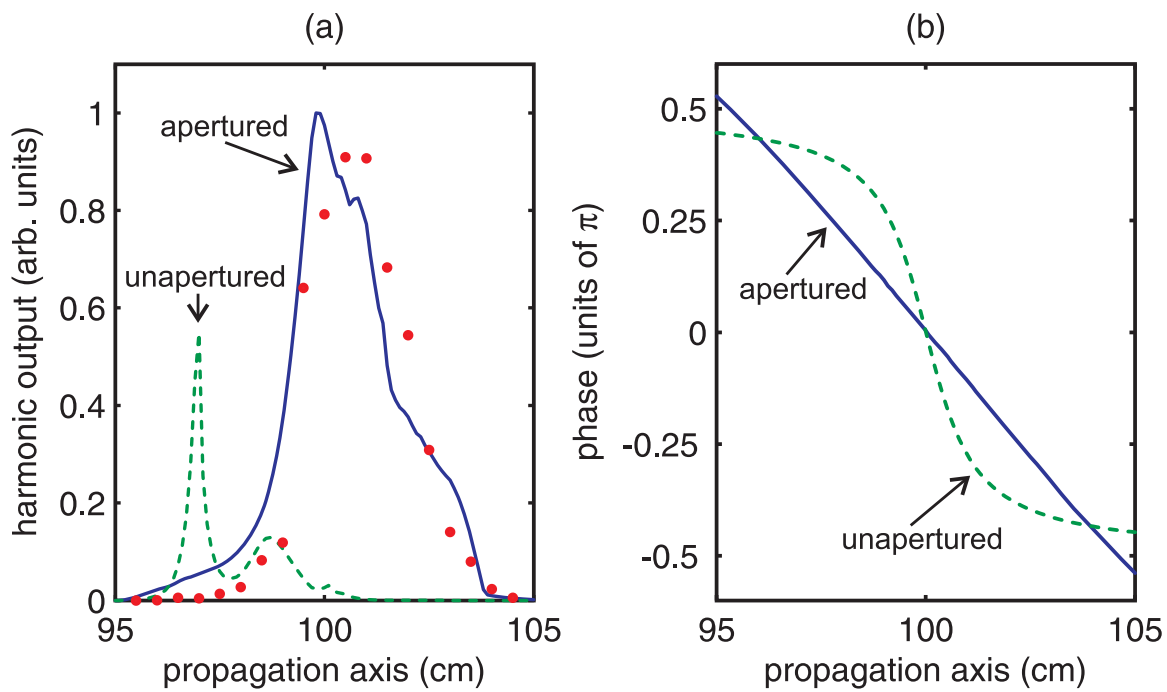 (a)
harmonic output (arb. units)
1
0.8
0.6
0.4
0.2
0
apertured
unapertured
95
100
105
propagation axis (cm)
(b)
phase (units of π)
0.5
0.25
0
-0.25
-0.5
apertured
unapertured
95
100
105
propagation axis (cm)